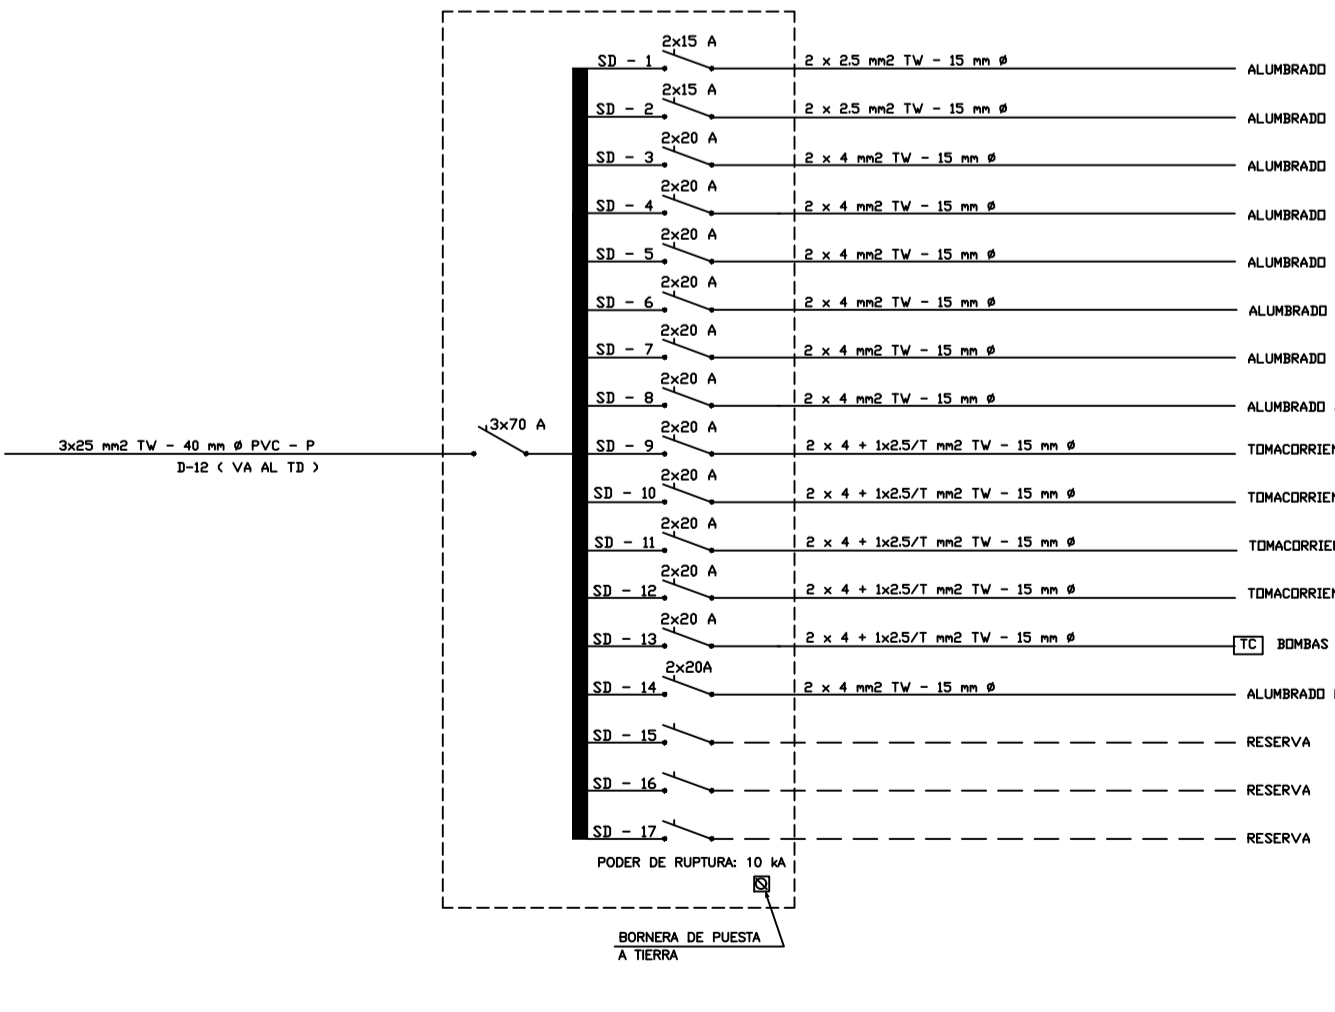 2x15 A
SD - 1 2 x 2.5 mm2 TW - 15 mm Ø ALUMBRADO
2x15 A
SD - 2 2 x 2.5 mm2 TW - 15 mm Ø ALUMBRADO
2x20 A
SD - 3 2 x 4 mm2 TW - 15 mm Ø ALUMBRADO
2x20 A
SD - 4 2 x 4 mm2 TW - 15 mm Ø ALUMBRADO
2x20 A
SD - 5 2 x 4 mm2 TW - 15 mm Ø ALUMBRADO
2x20 A
SD - 6 2 x 4 mm2 TW - 15 mm Ø ALUMBRADO
2x20 A
SD - 7 2 x 4 mm2 TW - 15 mm Ø ALUMBRADO
2x20 A
SD - 8 2 x 4 mm2 TW - 15 mm Ø ALUMBRADO
3x70 A
3x25 mm2 TW - 40 mm Ø PVC - P
D-12 ( VA AL TD )
2x20 A
SD - 9 2 x 4 + 1x2.5/T mm2 TW - 15 mm Ø TOMACORRIEN
2x20 A
SD - 10 2 x 4 + 1x2.5/T mm2 TW - 15 mm Ø TOMACORRIEN
2x20 A
SD - 11 2 x 4 + 1x2.5/T mm2 TW - 15 mm Ø TOMACORRIE
2x20 A
SD - 12 2 x 4 + 1x2.5/T mm2 TW - 15 mm Ø TOMACORRIEN
2x20 A
SD - 13 2 x 4 + 1x2.5/T mm2 TW - 15 mm Ø TC BOMBAS
2x20A
SD - 14 2 x 4 mm2 TW - 15 mm Ø ALUMBRADO
SD - 15 RESERVA
SD - 16 RESERVA
SD - 17 RESERVA
PODER DE RUPTURA: 10 kA
BORNERA DE PUESTA
A TIERRA